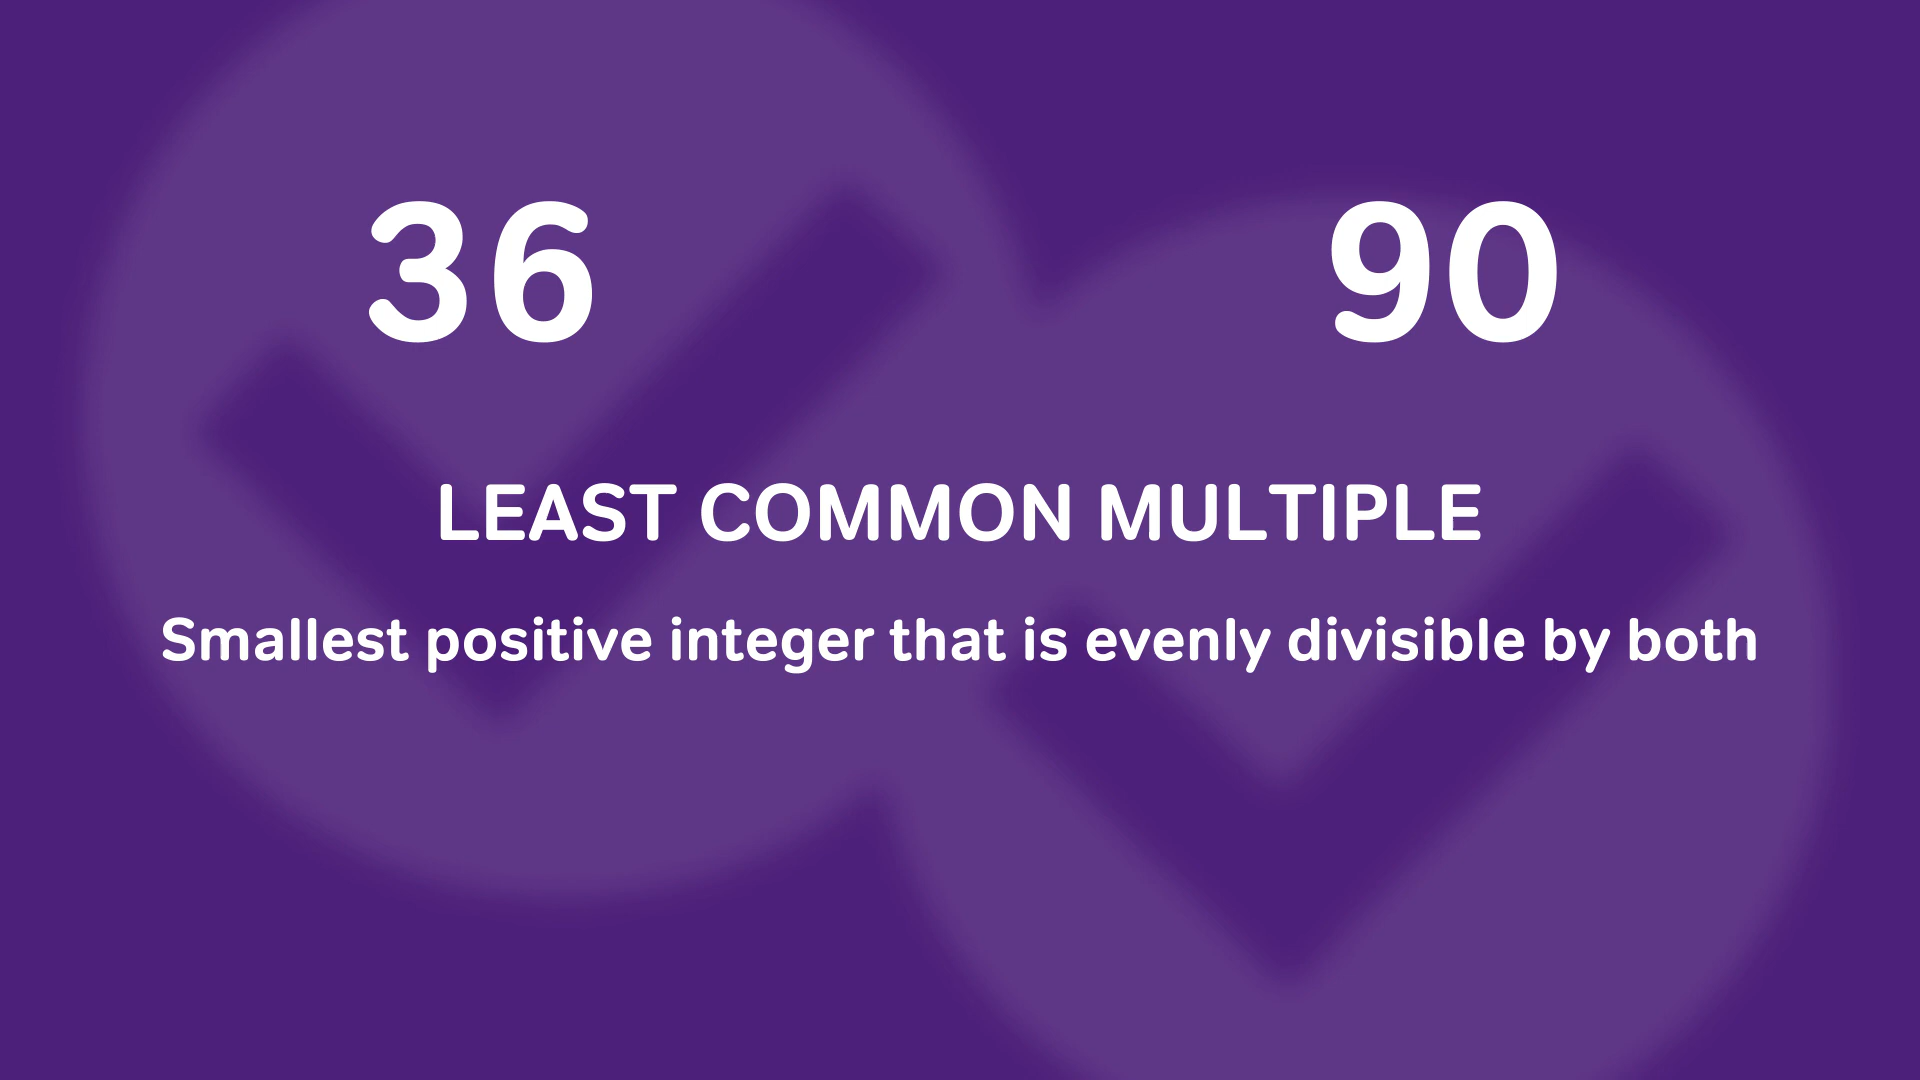 36 90
LEAST COMMON MULTIPLE
Smallest positive integer that is evenly divisible by both